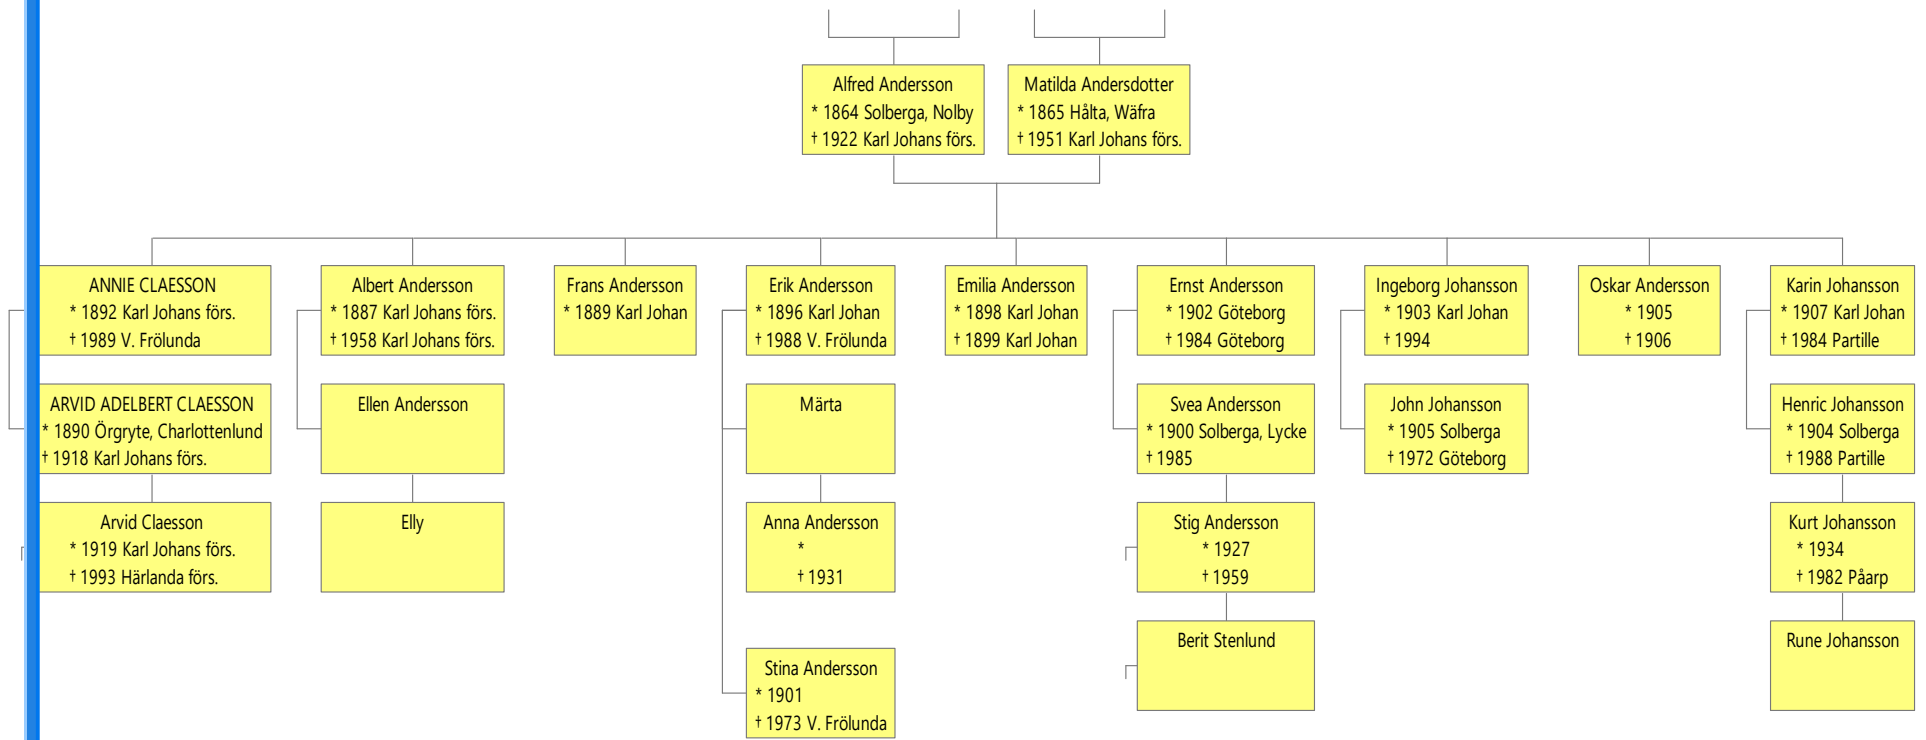 Alfred Andersson
* 1864 Solberga, Nolby
† 1922 Karl Johans förs.
Matilda Andersdotter
* 1865 Hålta, Wäfra
† 1951 Karl Johans förs.
ANNIE CLAESSON
* 1892 Karl Johans förs.
† 1989 V. Frölunda
Albert Andersson
* 1887 Karl Johans förs.
† 1958 Karl Johans förs.
Frans Andersson
* 1889 Karl Johan
Erik Andersson
* 1896 Karl Johan
† 1988 V. Frölunda
Emilia Andersson
* 1898 Karl Johan
† 1899 Karl Johan
Ernst Andersson
* 1902 Göteborg
† 1984 Göteborg
Ingeborg Johansson
* 1903 Karl Johan
† 1994
Oskar Andersson
* 1905
† 1906
Karin Johansson
* 1907 Karl Johan
† 1984 Partille
ARVID ADELBERT CLAESSON
* 1890 Örgryte, Charlottenlund
† 1918 Karl Johans förs.
Ellen Andersson
Märta
Svea Andersson
* 1900 Solberga, Lycke
† 1985
John Johansson
* 1905 Solberga
† 1972 Göteborg
Henric Johansson
* 1904 Solberga
† 1988 Partille
Arvid Claesson
* 1919 Karl Johans förs.
† 1993 Härlanda förs.
Elly
Anna Andersson
*
† 1931
Stig Andersson
* 1927
† 1959
Kurt Johansson
* 1934
† 1982 Påarp
Stina Andersson
* 1901
† 1973 V. Frölunda
Berit Stenlund
Rune Johansson